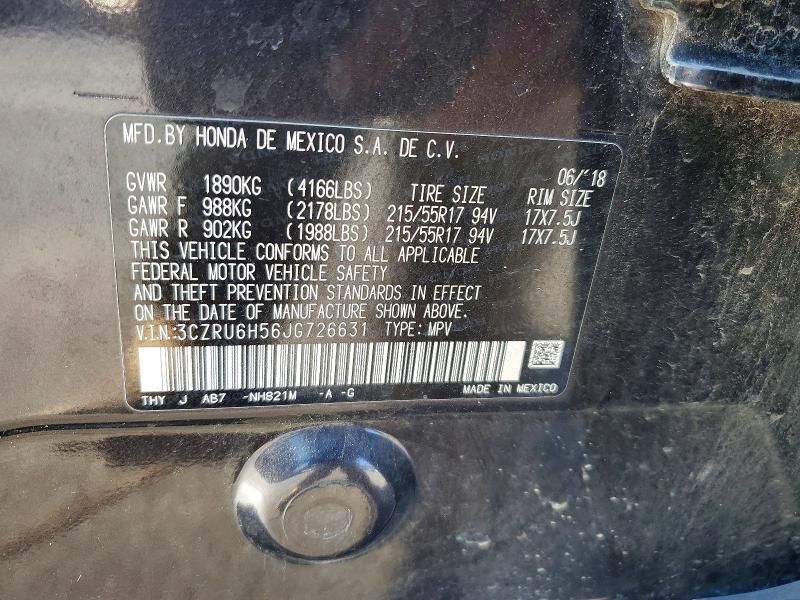 MFD.BY HONDA DE MEXICO S.A. DE C.V.
06/'18
GVWR 1890KG (4166LBS) TIRE SIZE RIM SIZE
GAWR F 988KG (2178LBS) 215/55R17 94V 17X7.5J
GAWR R 902KG (1988LBS) 215/55R17 94V 17X7.5J
THIS VEHICLE CONFORMS TO ALL APPLICABLE
FEDERAL MOTOR VEHICLE SAFETY
AND THEFT PREVENTION STANDARDS IN EFFECT
ON THE DATE OF MANUFACTURE SHOWN ABOVE.
V.I.N:3CZRU6H56JG726631 TYPE: MPV
THY J AB7 -NH821M -A -G MADE IN MEXICO